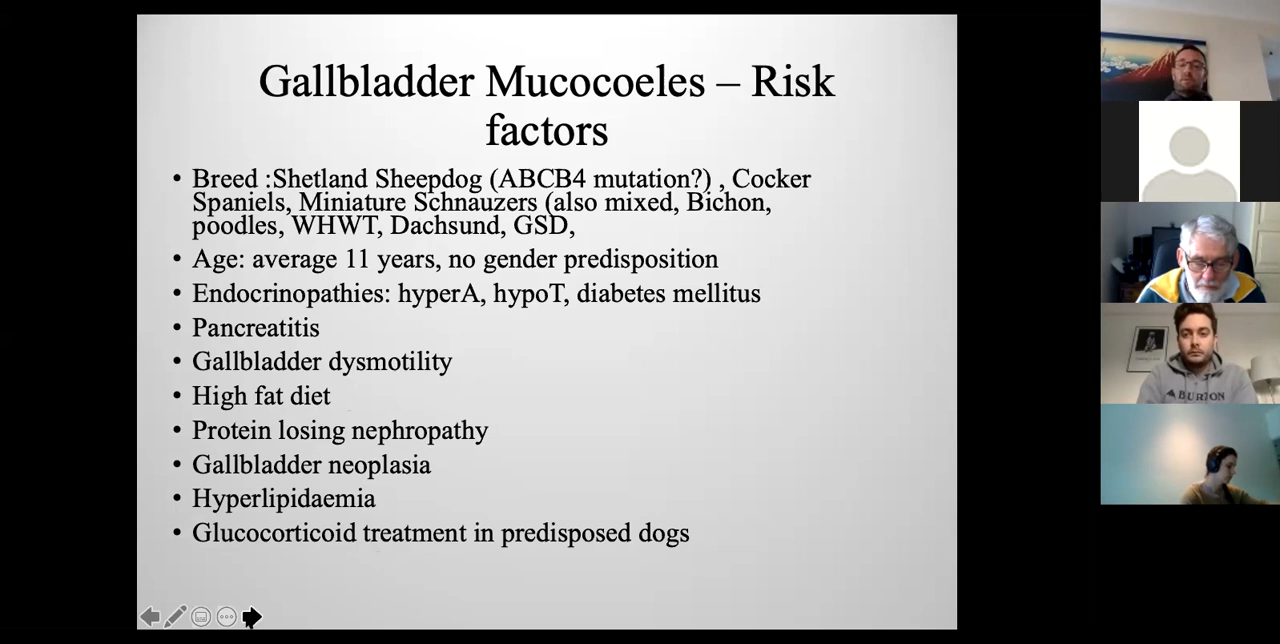 Gallbladder Mucocoeles – Risk
factors
• Breed :Shetland Sheepdog (ABCB4 mutation?) , Cocker
Spaniels, Miniature Schnauzers (also mixed, Bichon,
poodles, WHWT, Dachsund, GSD,
• Age: average 11 years, no gender predisposition
• Endocrinopathies: hyperA, hypoT, diabetes mellitus
• Pancreatitis
• Gallbladder dysmotility
• High fat diet
• Protein losing nephropathy
• Gallbladder neoplasia
• Hyperlipidaemia
• Glucocorticoid treatment in predisposed dogs
BURTON